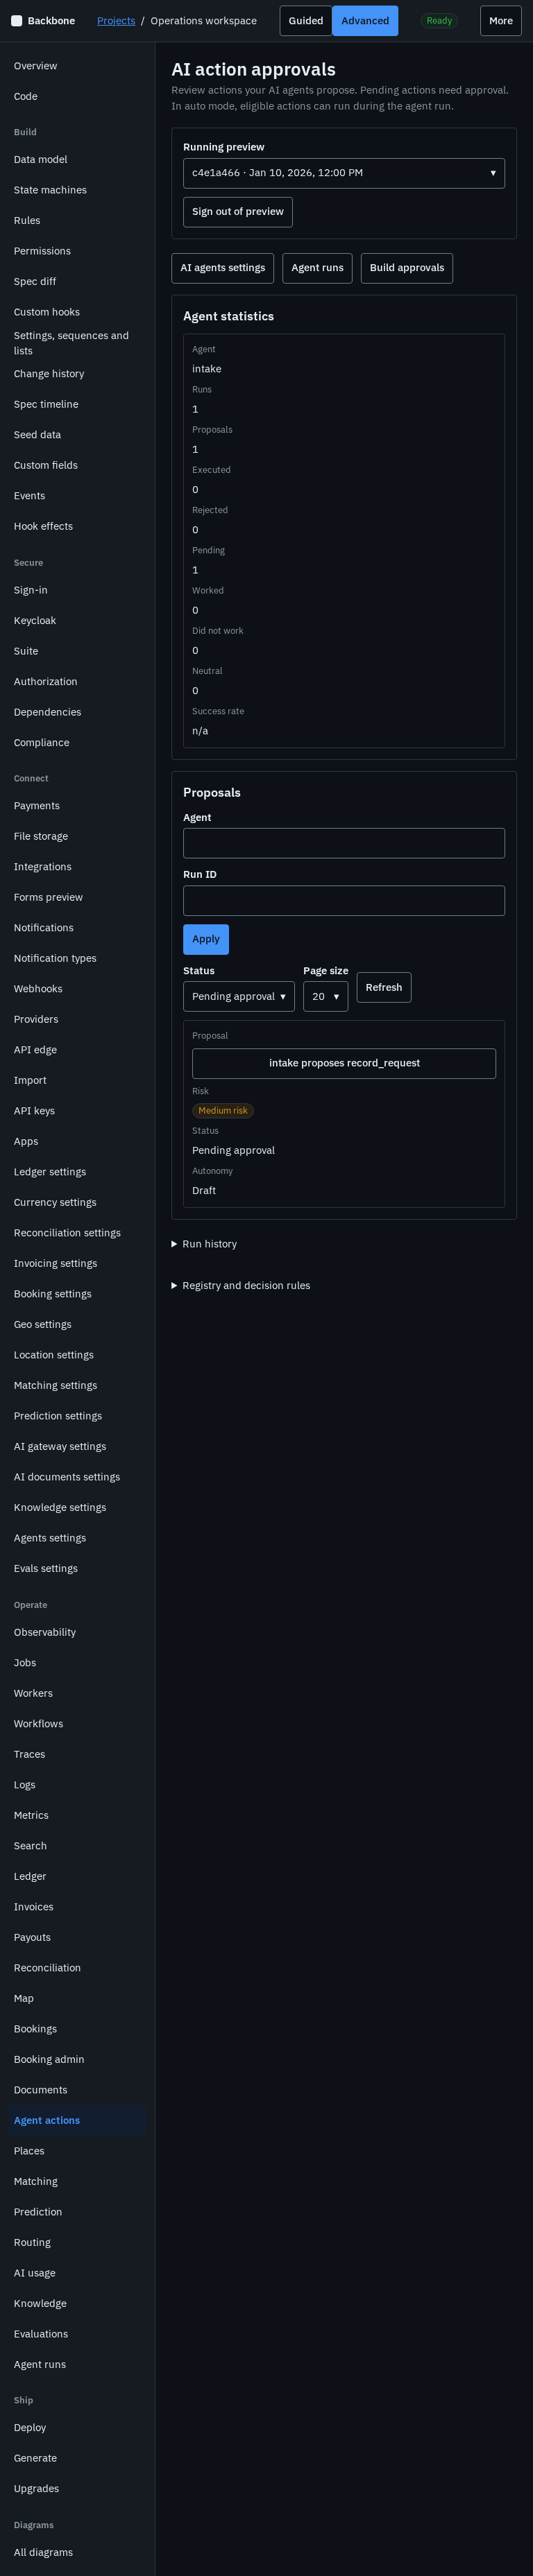 Backbone
Projects / Operations workspace
Guided
Advanced
Ready
More
Overview
Code
Build
Data model
State machines
Rules
Permissions
Spec diff
Custom hooks
Settings, sequences and
lists
Change history
Spec timeline
Seed data
Custom fields
Events
Hook effects
Secure
Sign-in
Keycloak
Suite
Authorization
Dependencies
Compliance
Connect
Payments
File storage
Integrations
Forms preview
Notifications
Notification types
Webhooks
Providers
API edge
Import
API keys
Apps
Ledger settings
Currency settings
Reconciliation settings
Invoicing settings
Booking settings
Geo settings
Location settings
Matching settings
Prediction settings
AI gateway settings
AI documents settings
Knowledge settings
Agents settings
Evals settings
Operate
Observability
Jobs
Workers
Workflows
Traces
Logs
Metrics
Search
Ledger
Invoices
Payouts
Reconciliation
Map
Bookings
Booking admin
Documents
Agent actions
Places
Matching
Prediction
Routing
AI usage
Knowledge
Evaluations
Agent runs
Ship
Deploy
Generate
Upgrades
Diagrams
All diagrams
AI action approvals
Review actions your AI agents propose. Pending actions need approval.
In auto mode, eligible actions can run during the agent run.
Running preview
c4e1a466 · Jan 10, 2026, 12:00 PM
Sign out of preview
AI agents settings
Agent runs
Build approvals
Agent statistics
Agent
intake
Runs
1
Proposals
1
Executed
0
Rejected
0
Pending
1
Worked
0
Did not work
0
Neutral
0
Success rate
n/a
Proposals
Agent
Run ID
Apply
Status
Pending approval
Page size
20
Refresh
Proposal
intake proposes record_request
Risk
Medium risk
Status
Pending approval
Autonomy
Draft
Run history
Registry and decision rules